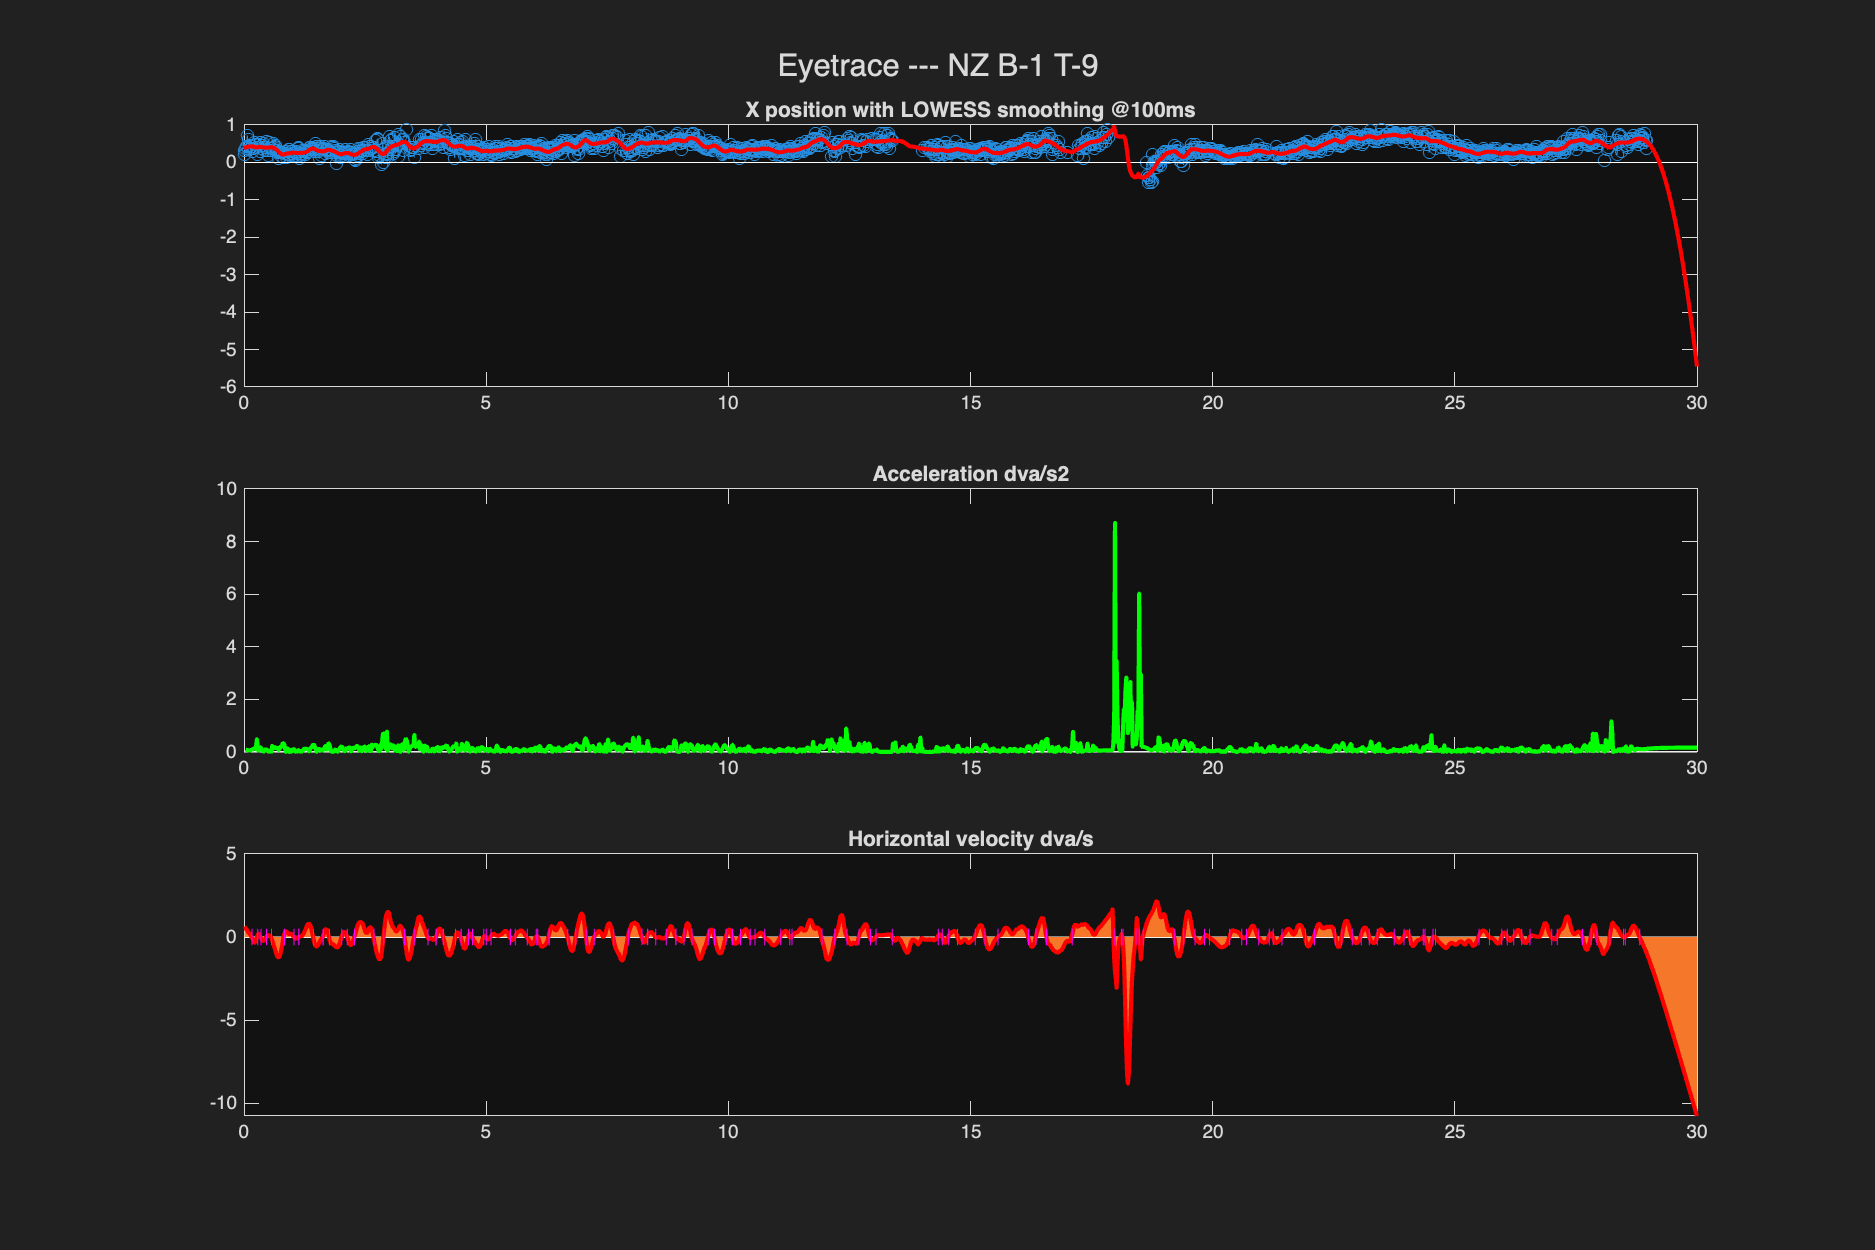 Eyetrace --- NZ B-1 T-9
X position with LOWESS smoothing @100ms
1
0
-1
-2
-3
-4
-5
-6
0 5 10 15 20 25 30
Acceleration dva/s2
10
8
6
4
2
0
0 5 10 15 20 25 30
Horizontal velocity dva/s
5
0
-5
-10
0 5 10 15 20 25 30